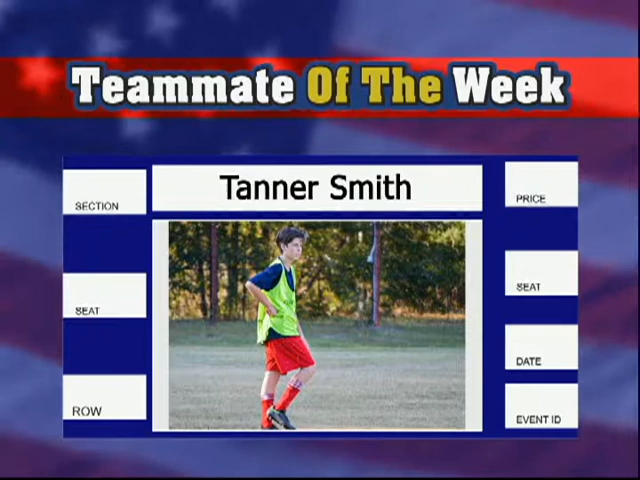 Teammate Of The Week
Tanner Smith
SECTION
PRICE
SEAT
SEAT
DATE
ROW
EVENT ID